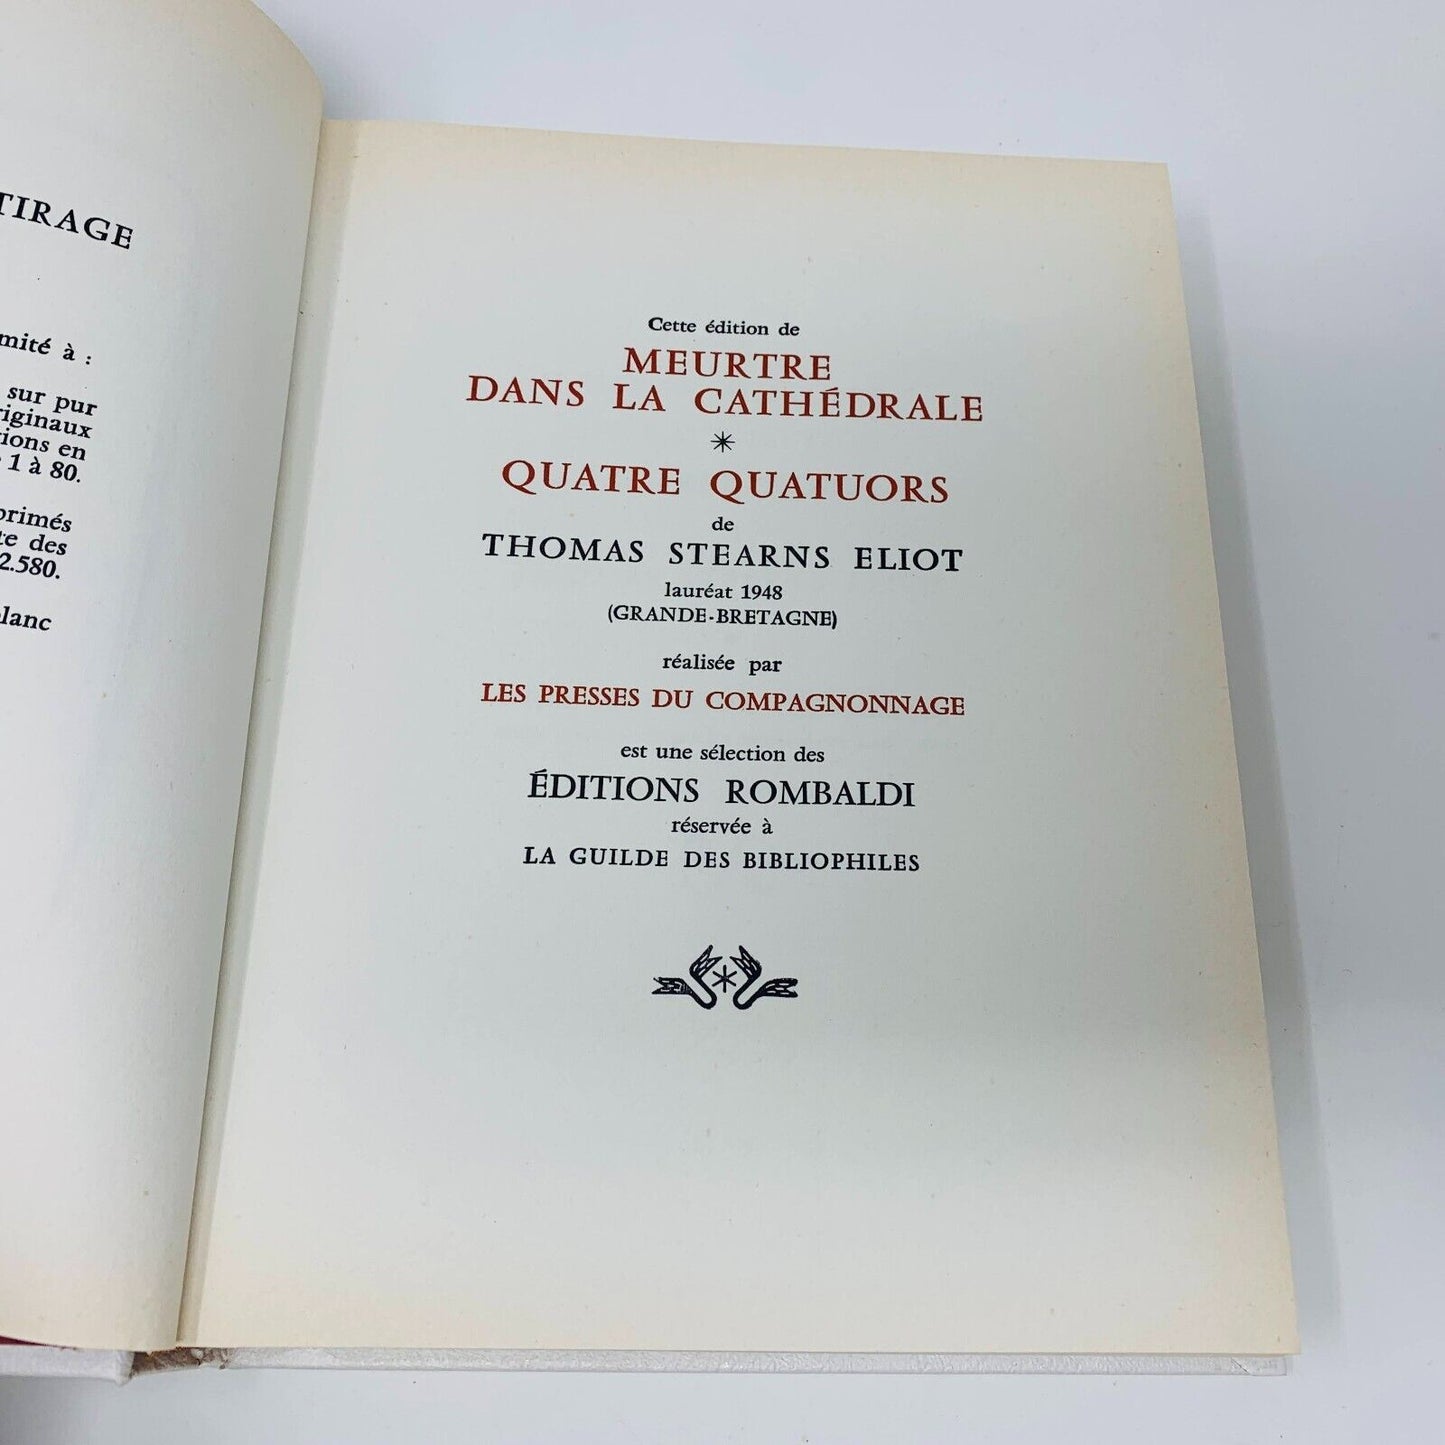 TIRAGE
mité à :
sur pur
riginaux
ions en
1 à 80.
primés
te des
2.580.
lanc
Cette édition de
MEURTRE
DANS LA CATHÉDRALE
*
QUATRE QUATUORS
de
THOMAS STEARNS ELIOT
lauréat 1948
(GRANDE-BRETAGNE)
réalisée par
LES PRESSES DU COMPAGNONNAGE
est une sélection des
ÉDITIONS ROMBALDI
réservée à
LA GUILDE DES BIBLIOPHILES